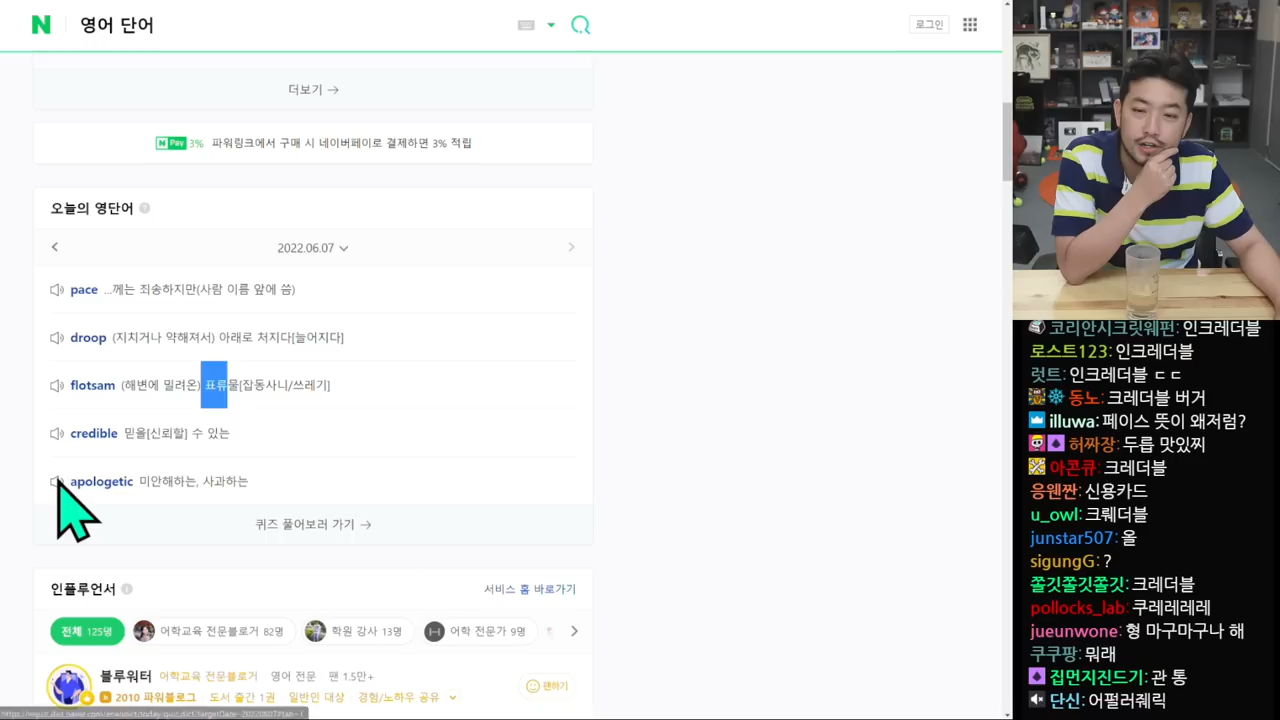 N 영어 단어
로그인
더보기 →
N Pay 3% 파워링크에서 구매 시 네이버페이로 결제하면 3% 적립
오늘의 영단어 ?
2022.06.07
pace …께는 죄송하지만(사람 이름 앞에 씀)
droop (지치거나 약해져서) 아래로 처지다[늘어지다]
flotsam (해변에 밀려온) 표류물[잡동사니/쓰레기]
credible 믿을[신뢰할] 수 있는
apologetic 미안해하는, 사과하는
퀴즈 풀어보러 가기 →
인플루언서
서비스 홈 바로가기
전체 125명 어학교육 전문블로거 82명 학원 강사 13명 어학 전문가 9명
블루워터 어학교육 전문블로거 영어 전문 팬 1.5만+
N 2010 파워블로그 도서 출간 1권 일반인 대상 경험/노하우 공유
팬하기
코리안시크릿웨펀: 인크레더블
로스트123: 인크레더블
럿트: 인크레더블 ㄷㄷ
동노: 크레더블 버거
illuwa: 페이스 뜻이 왜저럼?
허짜장: 두릅 맛있찌
아콘큐: 크레더블
응웬짠: 신용카드
u_owl: 크뤠더블
junstar507: 올
sigungG: ?
쫄깃쫄깃쫄깃: 크레더블
pollocks_lab: 쿠레레레레
jueunwone: 형 마구마구나 해
쿠쿠팡: 뭐래
집먼지진드기: 관 통
단신: 어펄러줴릭